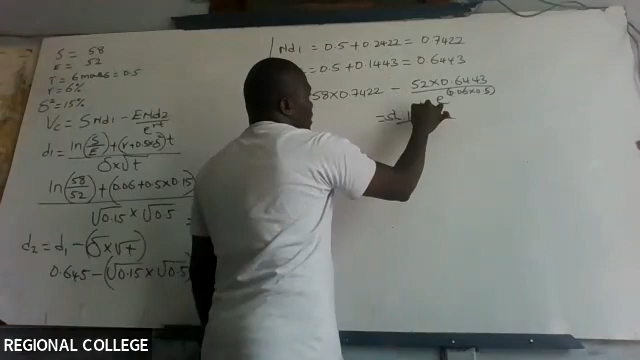 S = 58
E = 52
T = 6 months = 0.5
r = 6%
δ² = 15%
Vc = SNd1 - ENd2 / e^rt
d1 = ln(S/E) + (r + 0.5δ²)t / δ×√t
ln(58/52) + (0.06 + 0.5×0.15)
√0.15 × √0.5 =
d2 = d1 - (δ×√t)
0.645 - (√0.15 × √0.5)
Nd1 = 0.5 + 0.2422 = 0.7422
= 0.5 + 0.1443 = 0.6443
58×0.7422 - 52×0.6443 / e^(0.06×0.5)
REGIONAL COLLEGE